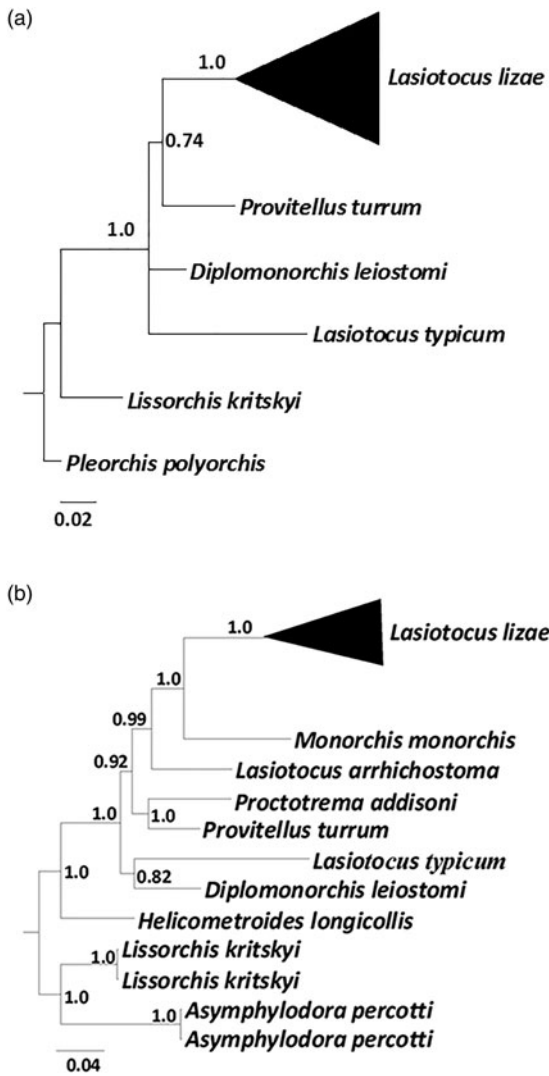 (a)
1.0
Lasiotocus lizae
0.74
Provitellus turrum
1.0
Diplomonorchis leiostomi
Lasiotocus typicum
Lissorchis kritskyi
Pleorchis polyorchis
0.02
(b)
1.0
Lasiotocus lizae
1.0
Monorchis monorchis
0.99
Lasiotocus arrhichostoma
0.92
Proctotrema addisoni
1.0
1.0
Provitellus turrum
Lasiotocus typicum
0.82
Diplomonorchis leiostomi
1.0
Helicometroides longicollis
Lissorchis kritskyi
1.0
Lissorchis kritskyi
1.0
Asymphylodora percotti
1.0
Asymphylodora percotti
0.04